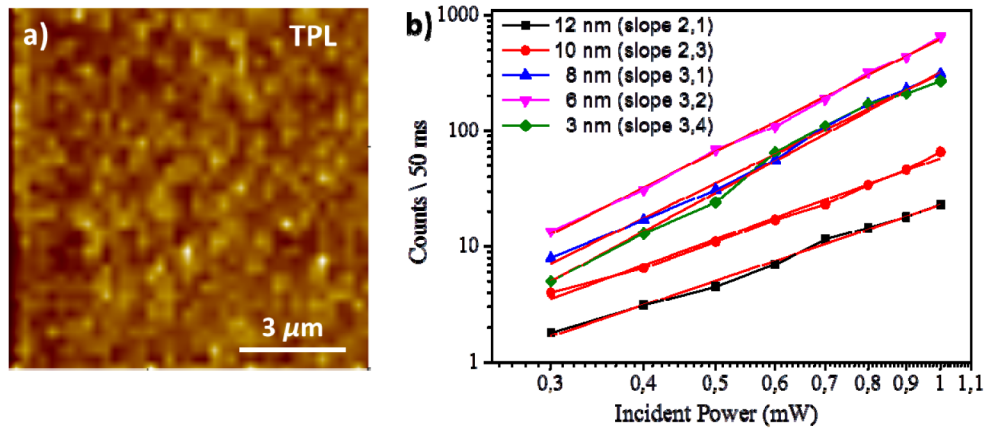 a)
TPL
3 μm
b)
12 nm (slope 2,1)
10 nm (slope 2,3)
8 nm (slope 3,1)
6 nm (slope 3,2)
3 nm (slope 3,4)
Counts \ 50 ms
1000
100
10
1
0,3 0,4 0,5 0,6 0,7 0,8 0,9 1 1,1
Incident Power (mW)